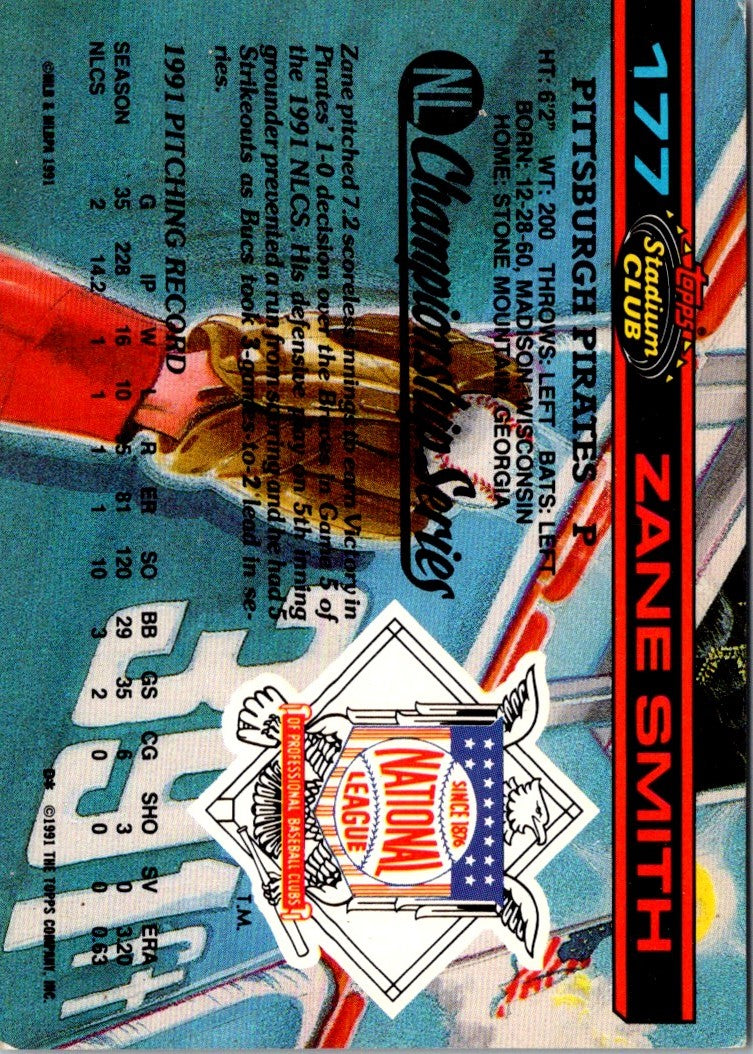 177
Topps
Stadium
CLUB
ZANE SMITH
PITTSBURGH PIRATES P
HT: 6'2" WT: 200 THROWS: LEFT BATS: LEFT
BORN: 12-28-60, MADISON, WISCONSIN
HOME: STONE MOUNTAIN, GEORGIA
NL Championship Series
Zane pitched 7.2 scoreless innings to earn Victory in
Pirates' 1-0 decision over the Braves in Game 5 of
the 1991 NLCS. His defensive play on 5th inning
grounder prevented a run from scoring and he had 5
Strikeouts as Bucs took 3-games-to-2 lead in se-
ries.
SINCE 1876
NATIONAL
LEAGUE
OF PROFESSIONAL BASEBALL CLUBS
T.M.
1991 PITCHING RECORD
G IP W L R ER SO BB GS CG SHO SV ERA
SEASON 35 228 16 10 95 81 120 29 35 6 3 0 3.20
NLCS 2 14.2 1 1 1 1 10 3 2 0 0 0 0.63
©MLB & MLBPA 1991
B* ©1991 THE TOPPS COMPANY, INC.